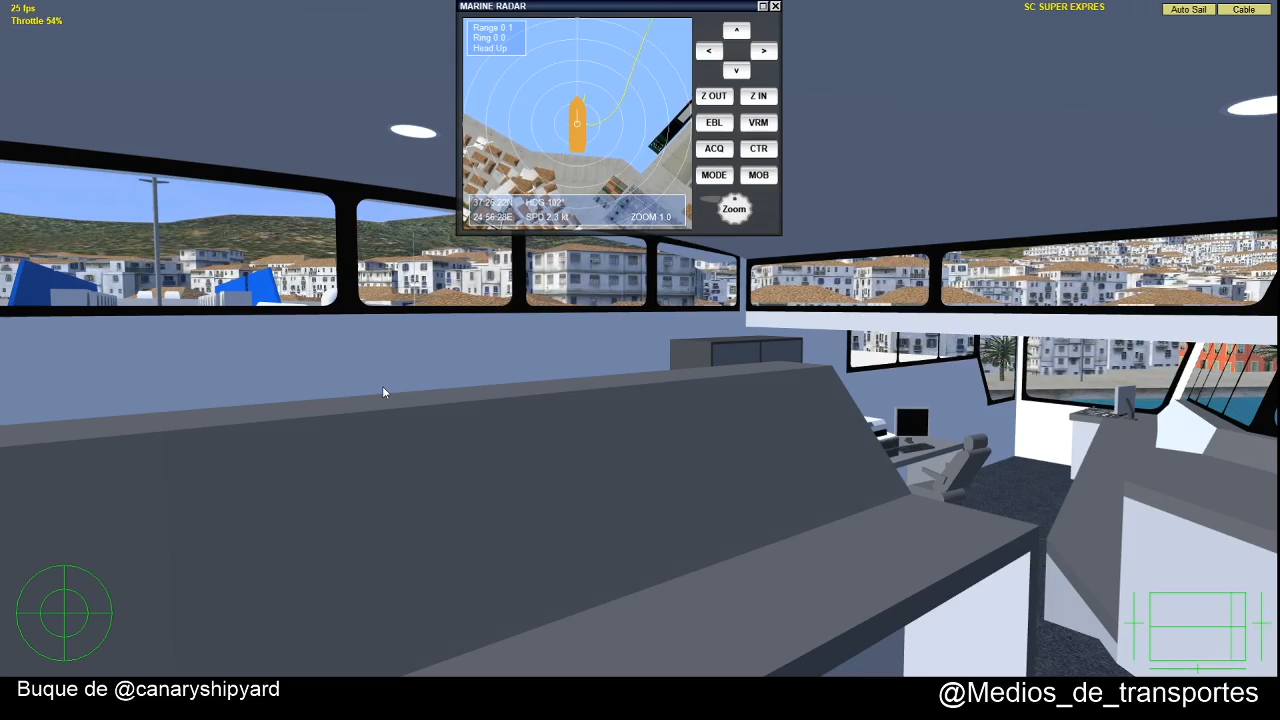 25 fps
Throttle 54%
MARINE RADAR
SC SUPER EXPRES
Auto Sail
Cable
Range 0.1
Ring 0.0
Head Up
^
< >
v
Z OUT Z IN
EBL VRM
ACQ CTR
MODE MOB
Zoom
HDG 102°
SPD 2.3 kt ZOOM 1.0
Buque de @canaryshipyard
@Medios_de_transportes